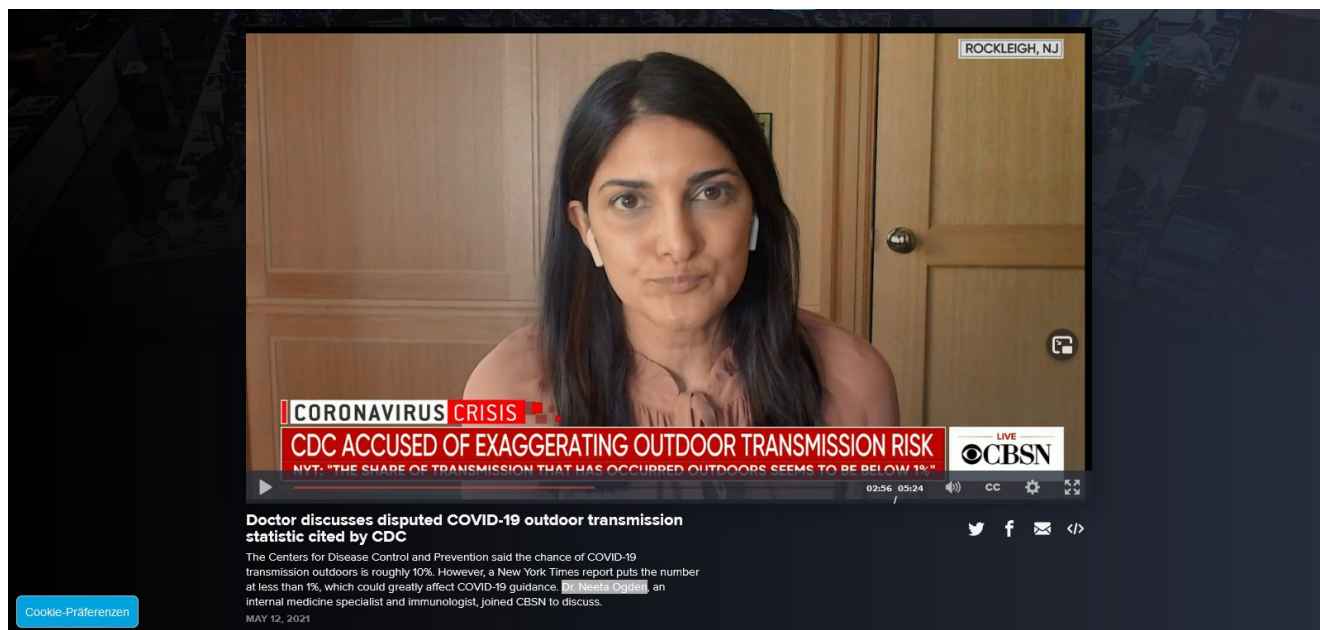 ROCKLEIGH, NJ
CORONAVIRUS CRISIS
CDC ACCUSED OF EXAGGERATING OUTDOOR TRANSMISSION RISK
NYT: "THE SHARE OF TRANSMISSION THAT HAS OCCURRED OUTDOORS SEEMS TO BE BELOW 1%"
LIVE
CBSN
02:56 / 05:24
CC
Doctor discusses disputed COVID-19 outdoor transmission
statistic cited by CDC
The Centers for Disease Control and Prevention said the chance of COVID-19
transmission outdoors is roughly 10%. However, a New York Times report puts the number
at less than 1%, which could greatly affect COVID-19 guidance. Dr. Neeta Ogden, an
internal medicine specialist and immunologist, joined CBSN to discuss.
MAY 12, 2021
Cookie-Präferenzen